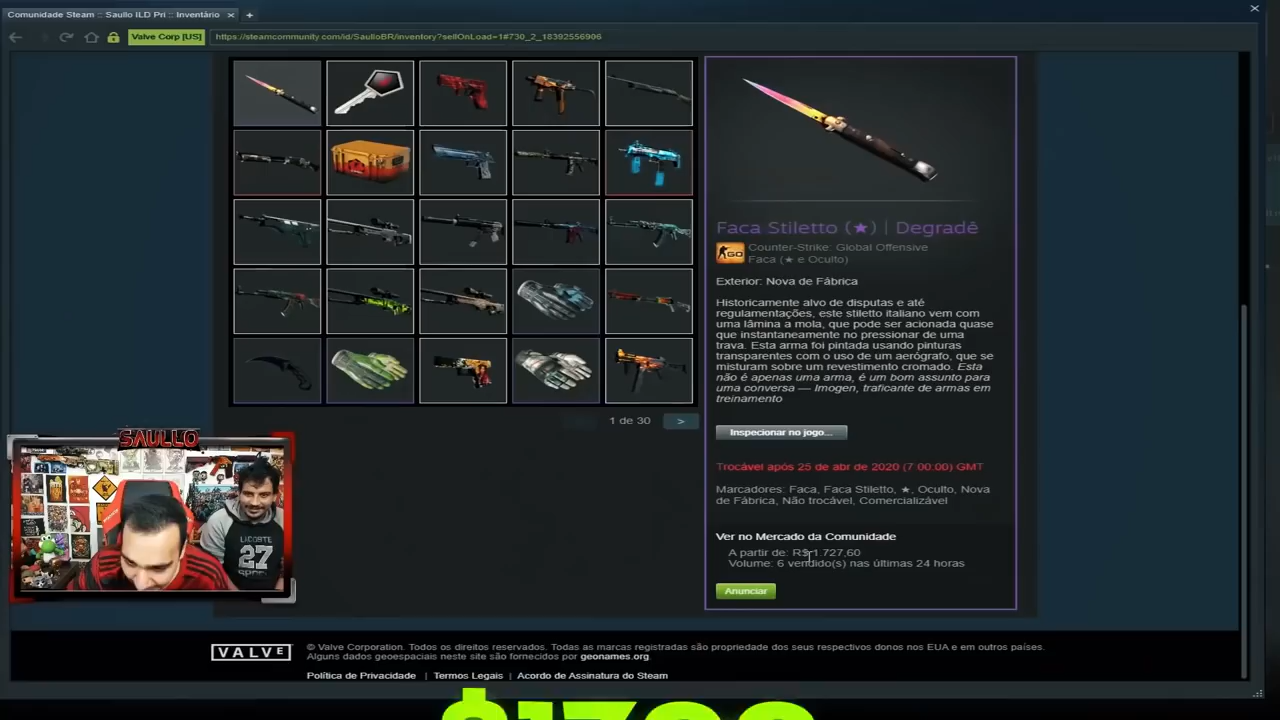 Comunidade Steam :: Saullo ILD Pri :: Inventário
Valve Corp [US]
https://steamcommunity.com/id/SaulloBR/inventory?sellOnLoad=1#730_2_18392556906
Faca Stiletto (★) | Degradê
GO
Counter-Strike: Global Offensive
Faca (★ e Oculto)
Exterior: Nova de Fábrica
Historicamente alvo de disputas e até
regulamentações, este stiletto italiano vem com
uma lâmina a mola, que pode ser acionada quase
que instantaneamente no pressionar de uma
trava. Esta arma foi pintada usando pinturas
transparentes com o uso de um aerógrafo, que se
misturam sobre um revestimento cromado. Esta
não é apenas uma arma, é um bom assunto para
uma conversa — Imogen, traficante de armas em
treinamento
1 de 30
>
Inspecionar no jogo...
Trocável após 25 de abr de 2020 (7:00:00) GMT
Marcadores: Faca, Faca Stiletto, ★, Oculto, Nova
de Fábrica, Não trocável, Comercializável
Ver no Mercado da Comunidade
A partir de: R$ 1.727,60
Volume: 6 vendido(s) nas últimas 24 horas
Anunciar
SAULLO
LACOSTE
27
VALVE
© Valve Corporation. Todos os direitos reservados. Todas as marcas registradas são propriedade dos seus respectivos donos nos EUA e em outros países.
Alguns dados geoespaciais neste site são fornecidos por geonames.org.
Política de Privacidade | Termos Legais | Acordo de Assinatura do Steam